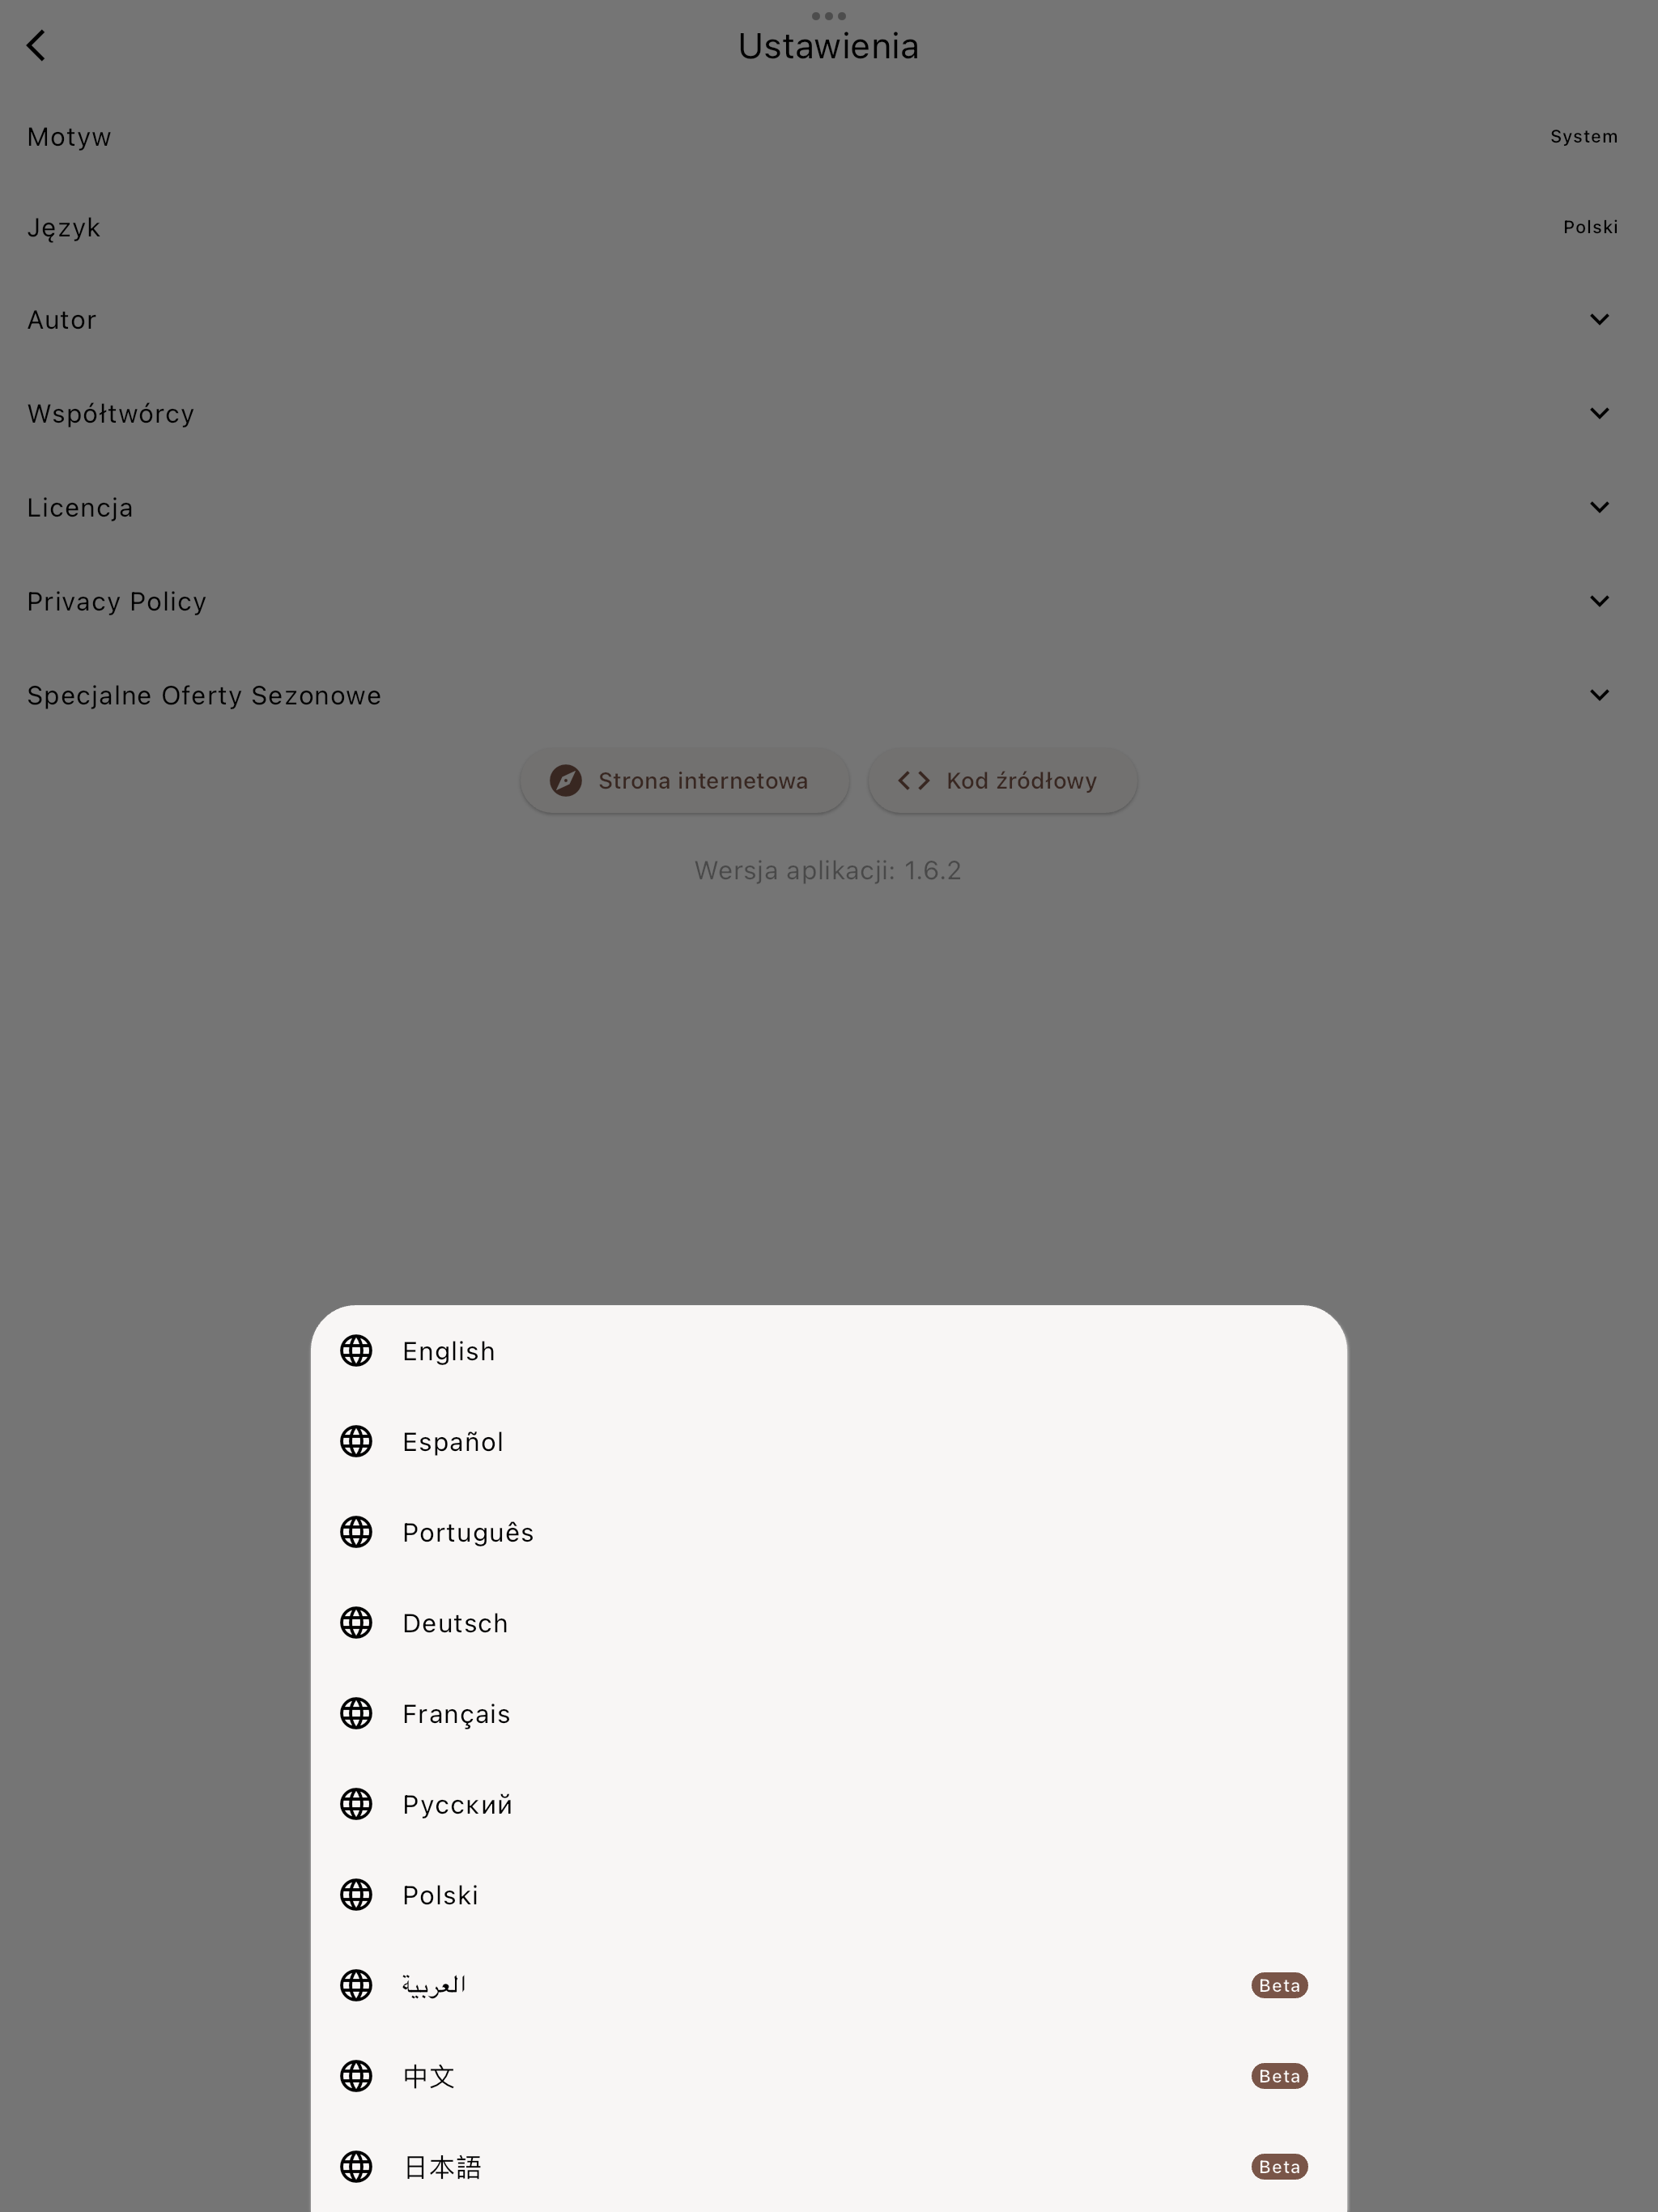 Ustawienia
Motyw System
Język Polski
Autor
Współtwórcy
Licencja
Privacy Policy
Specjalne Oferty Sezonowe
Strona internetowa Kod źródłowy
Wersja aplikacji: 1.6.2
English
Español
Português
Deutsch
Français
Русский
Polski
العربية Beta
中文 Beta
日本語 Beta